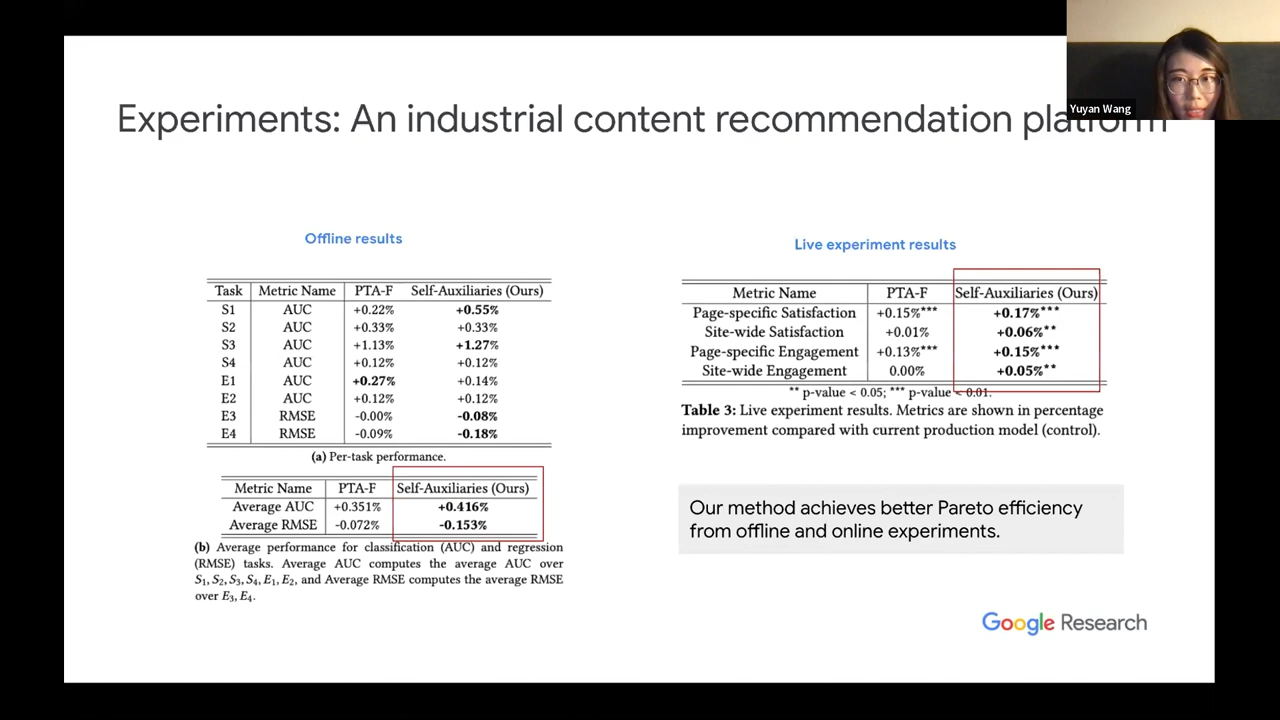 Yuyan Wang
Experiments: An industrial content recommendation platform
Offline results
Task Metric Name PTA-F Self-Auxiliaries (Ours)
S1 AUC +0.22% +0.55%
S2 AUC +0.33% +0.33%
S3 AUC +1.13% +1.27%
S4 AUC +0.12% +0.12%
E1 AUC +0.27% +0.14%
E2 AUC +0.12% +0.12%
E3 RMSE -0.00% -0.08%
E4 RMSE -0.09% -0.18%
(a) Per-task performance.
Metric Name PTA-F Self-Auxiliaries (Ours)
Average AUC +0.351% +0.416%
Average RMSE -0.072% -0.153%
(b) Average performance for classification (AUC) and regression
(RMSE) tasks. Average AUC computes the average AUC over
S1, S2, S3, S4, E1, E2, and Average RMSE computes the average RMSE
over E3, E4.
Live experiment results
Metric Name PTA-F Self-Auxiliaries (Ours)
Page-specific Satisfaction +0.15%*** +0.17%***
Site-wide Satisfaction +0.01% +0.06%**
Page-specific Engagement +0.13%*** +0.15%***
Site-wide Engagement 0.00% +0.05%**
** p-value < 0.05; *** p-value < 0.01.
Table 3: Live experiment results. Metrics are shown in percentage
improvement compared with current production model (control).
Our method achieves better Pareto efficiency
from offline and online experiments.
Google Research